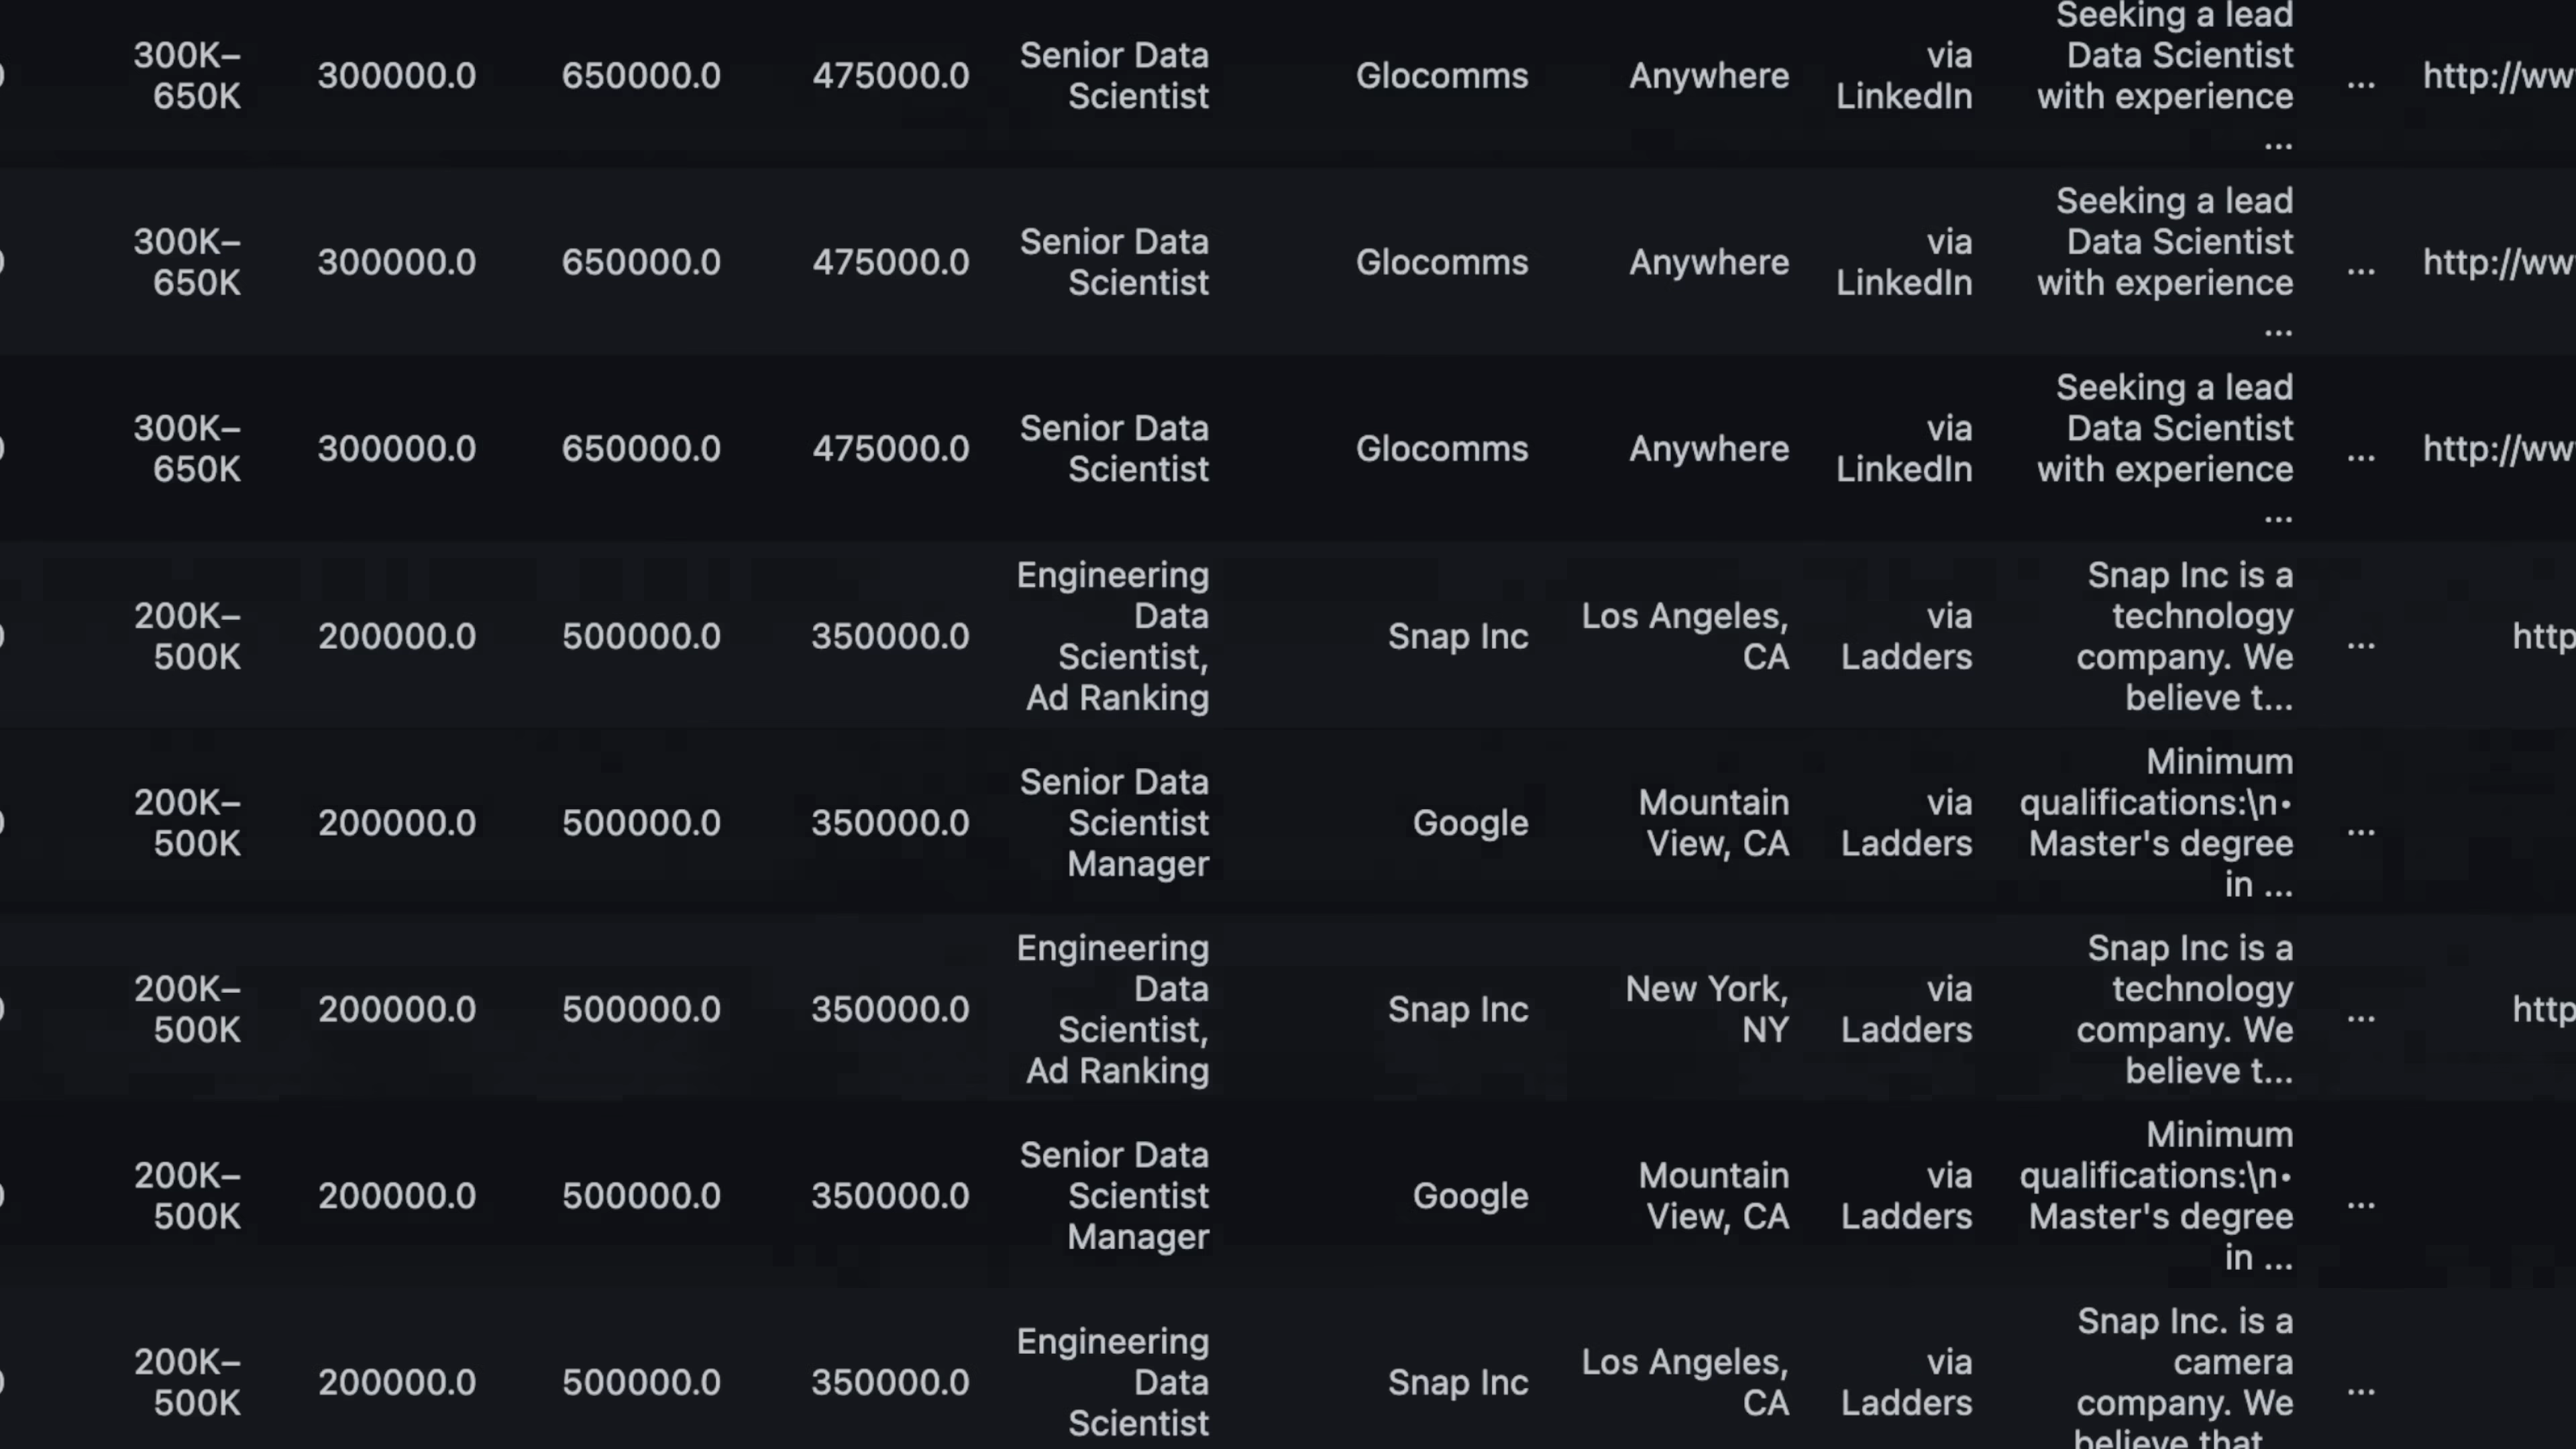 300K–650K 300000.0 650000.0 475000.0 Senior Data Scientist Glocomms Anywhere via LinkedIn Seeking a lead Data Scientist with experience ... ... http://ww
300K–650K 300000.0 650000.0 475000.0 Senior Data Scientist Glocomms Anywhere via LinkedIn Seeking a lead Data Scientist with experience ... ... http://ww
300K–650K 300000.0 650000.0 475000.0 Senior Data Scientist Glocomms Anywhere via LinkedIn Seeking a lead Data Scientist with experience ... ... http://ww
200K–500K 200000.0 500000.0 350000.0 Engineering Data Scientist, Ad Ranking Snap Inc Los Angeles, CA via Ladders Snap Inc is a technology company. We believe t... ... http
200K–500K 200000.0 500000.0 350000.0 Senior Data Scientist Manager Google Mountain View, CA via Ladders Minimum qualifications:\n• Master's degree in ... ...
200K–500K 200000.0 500000.0 350000.0 Engineering Data Scientist, Ad Ranking Snap Inc New York, NY via Ladders Snap Inc is a technology company. We believe t... ... http
200K–500K 200000.0 500000.0 350000.0 Senior Data Scientist Manager Google Mountain View, CA via Ladders Minimum qualifications:\n• Master's degree in ... ...
200K–500K 200000.0 500000.0 350000.0 Engineering Data Scientist Snap Inc Los Angeles, CA via Ladders Snap Inc. is a camera company. We believe that ...